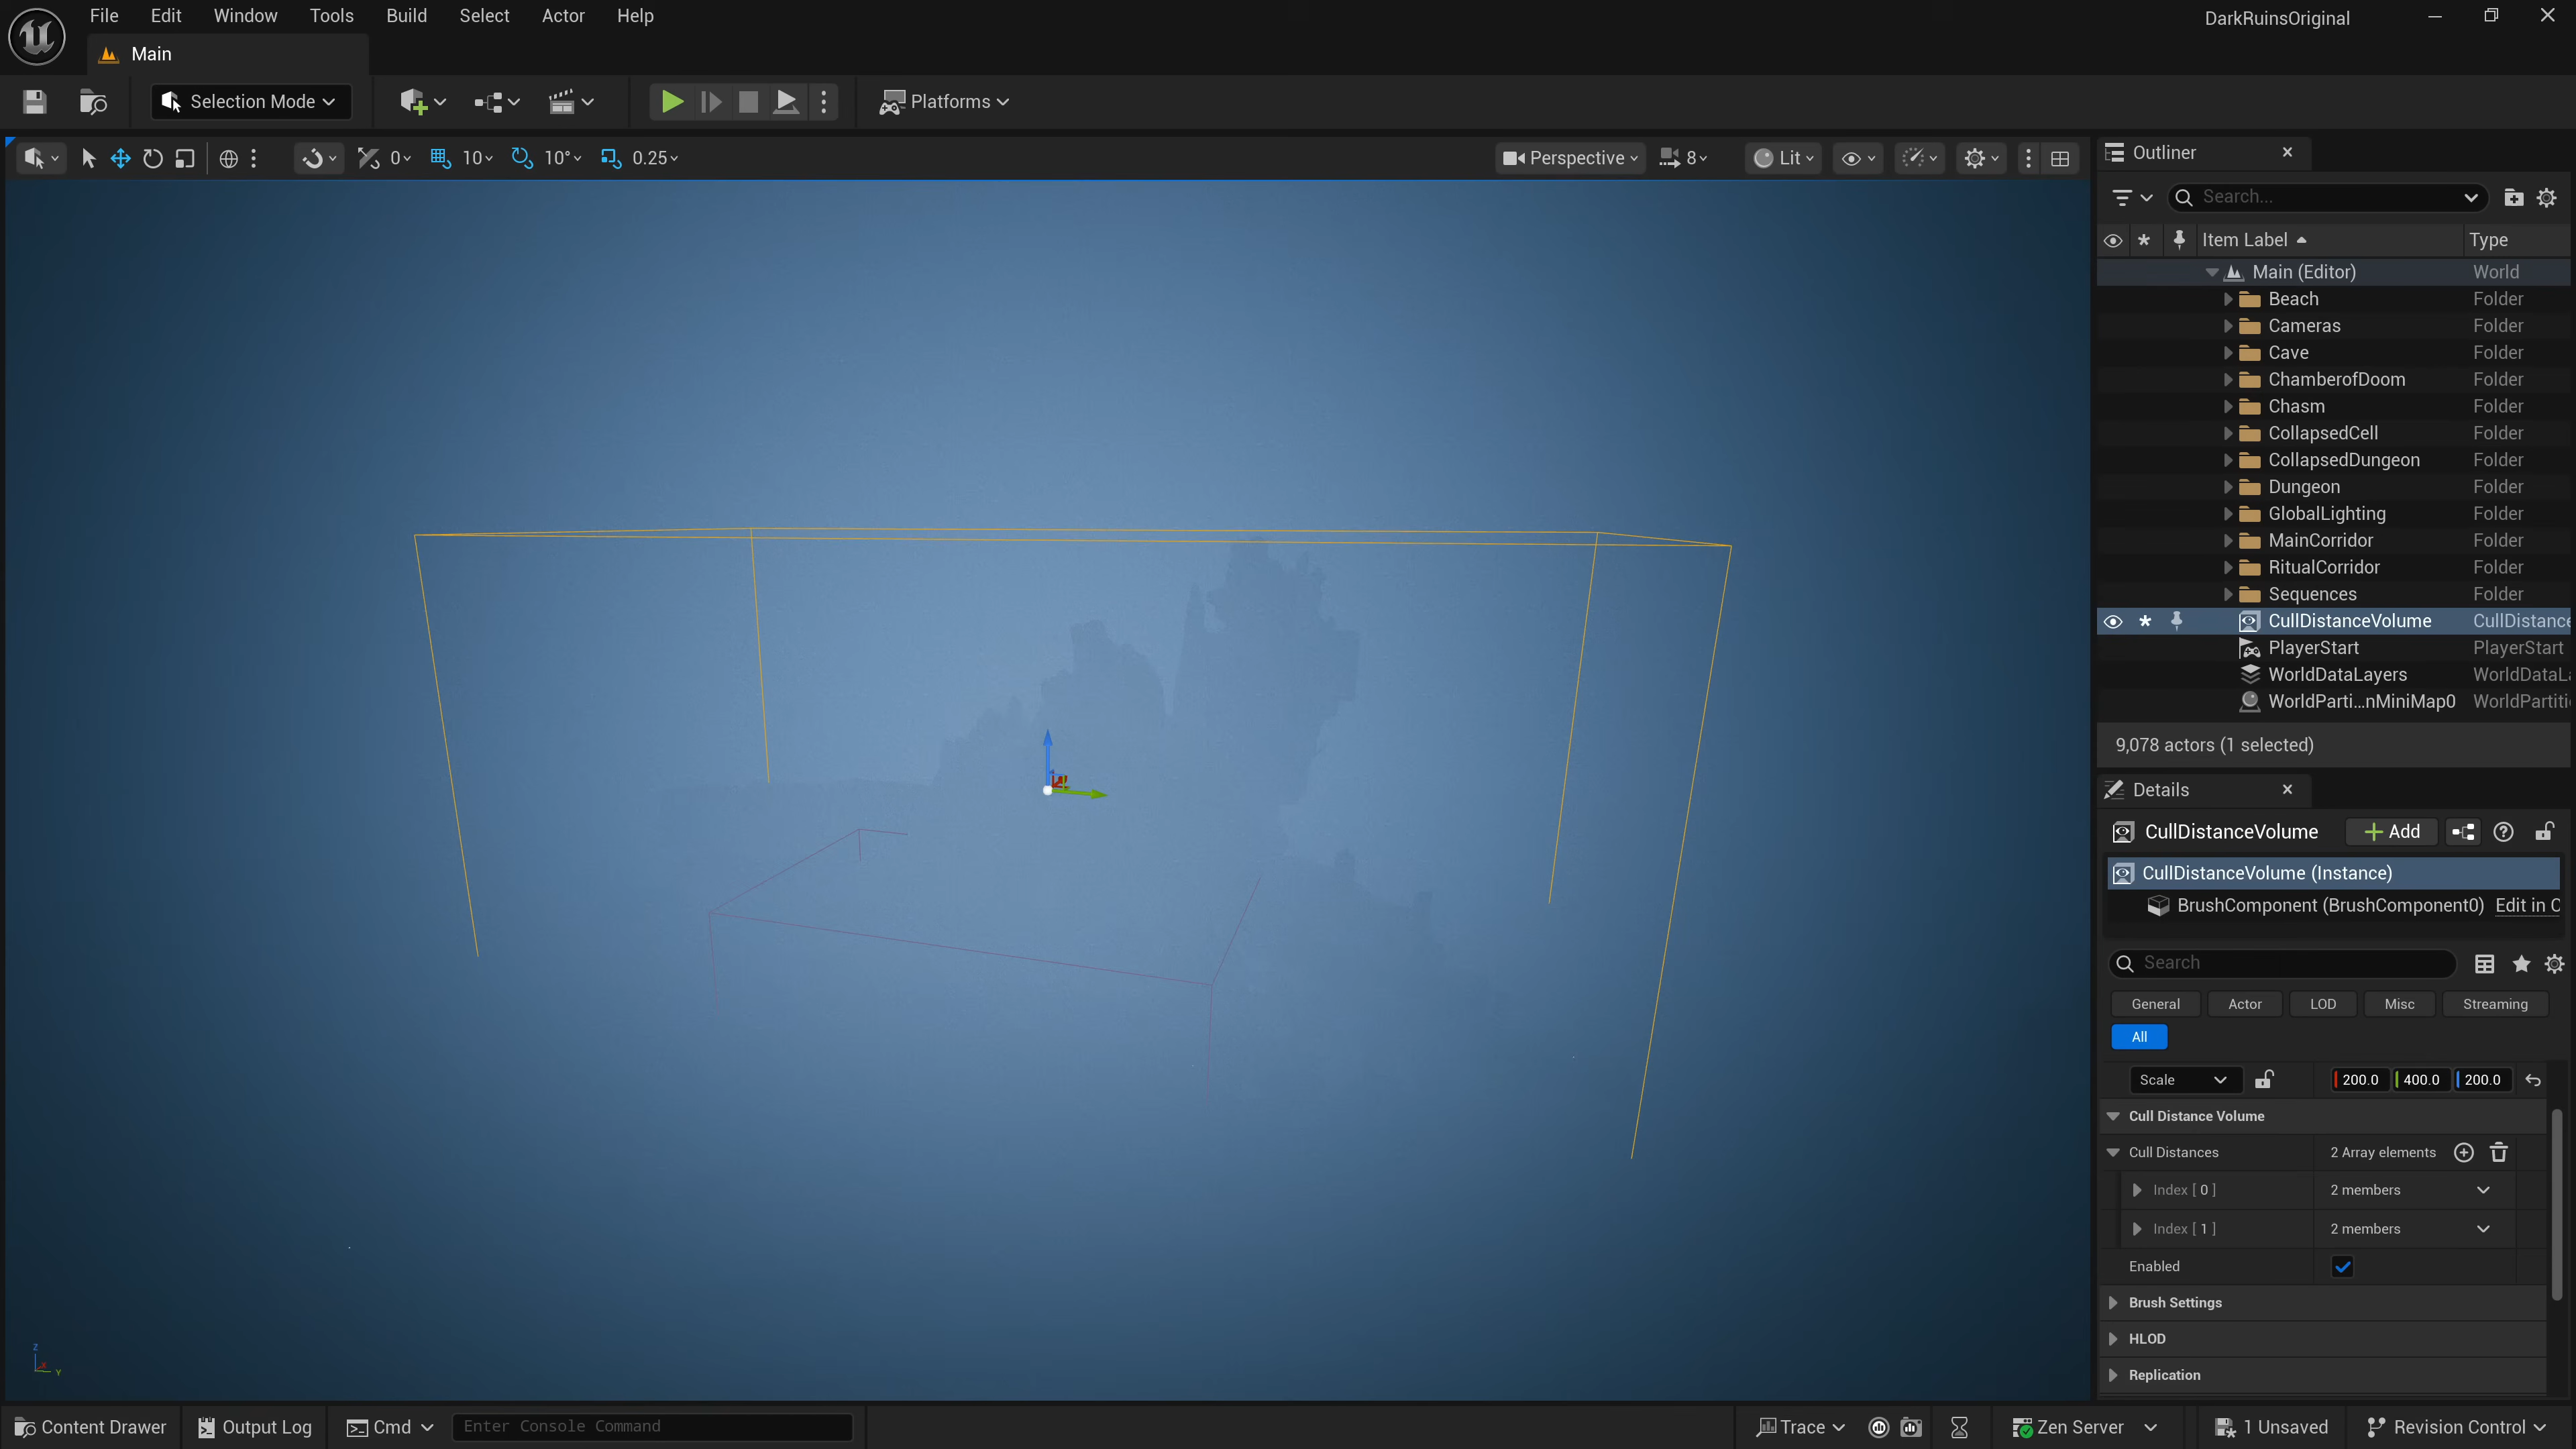 File Edit Window Tools Build Select Actor Help
DarkRuinsOriginal
Main
Selection Mode
Platforms
0 10 10° 0.25
Perspective 8 Lit
Outliner
Search...
Item Label Type
Main (Editor) World
Beach Folder
Cameras Folder
Cave Folder
ChamberofDoom Folder
Chasm Folder
CollapsedCell Folder
CollapsedDungeon Folder
Dungeon Folder
GlobalLighting Folder
MainCorridor Folder
RitualCorridor Folder
Sequences Folder
CullDistanceVolume CullDistance
PlayerStart PlayerStart
WorldDataLayers WorldDataL
WorldParti...nMiniMap0 WorldPartiti
9,078 actors (1 selected)
Details
CullDistanceVolume Add
CullDistanceVolume (Instance)
BrushComponent (BrushComponent0) Edit in C
Search
General Actor LOD Misc Streaming
All
Scale 200.0 400.0 200.0
Cull Distance Volume
Cull Distances 2 Array elements
Index [ 0 ] 2 members
Index [ 1 ] 2 members
Enabled
Brush Settings
HLOD
Replication
Z
X
Y
Content Drawer Output Log Cmd Enter Console Command Trace Zen Server 1 Unsaved Revision Control